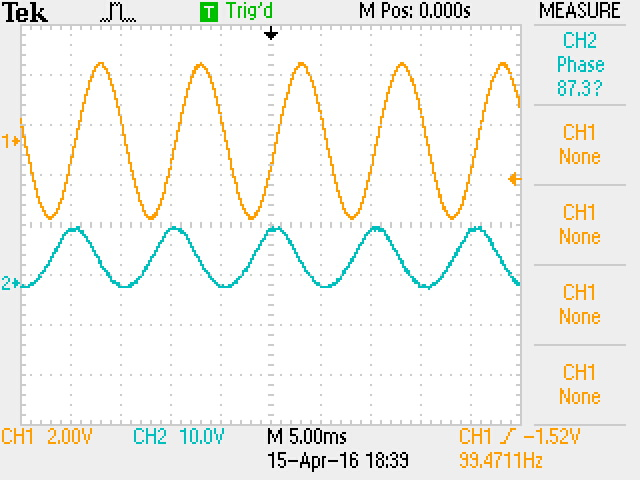 Tek T Trig'd M Pos: 0.000s MEASURE
CH2
Phase
87.3?
CH1
None
CH1
None
CH1
None
CH1
None
1
2
CH1 2.00V CH2 10.0V M 5.00ms CH1 -1.52V
15-Apr-16 18:39 99.4711Hz